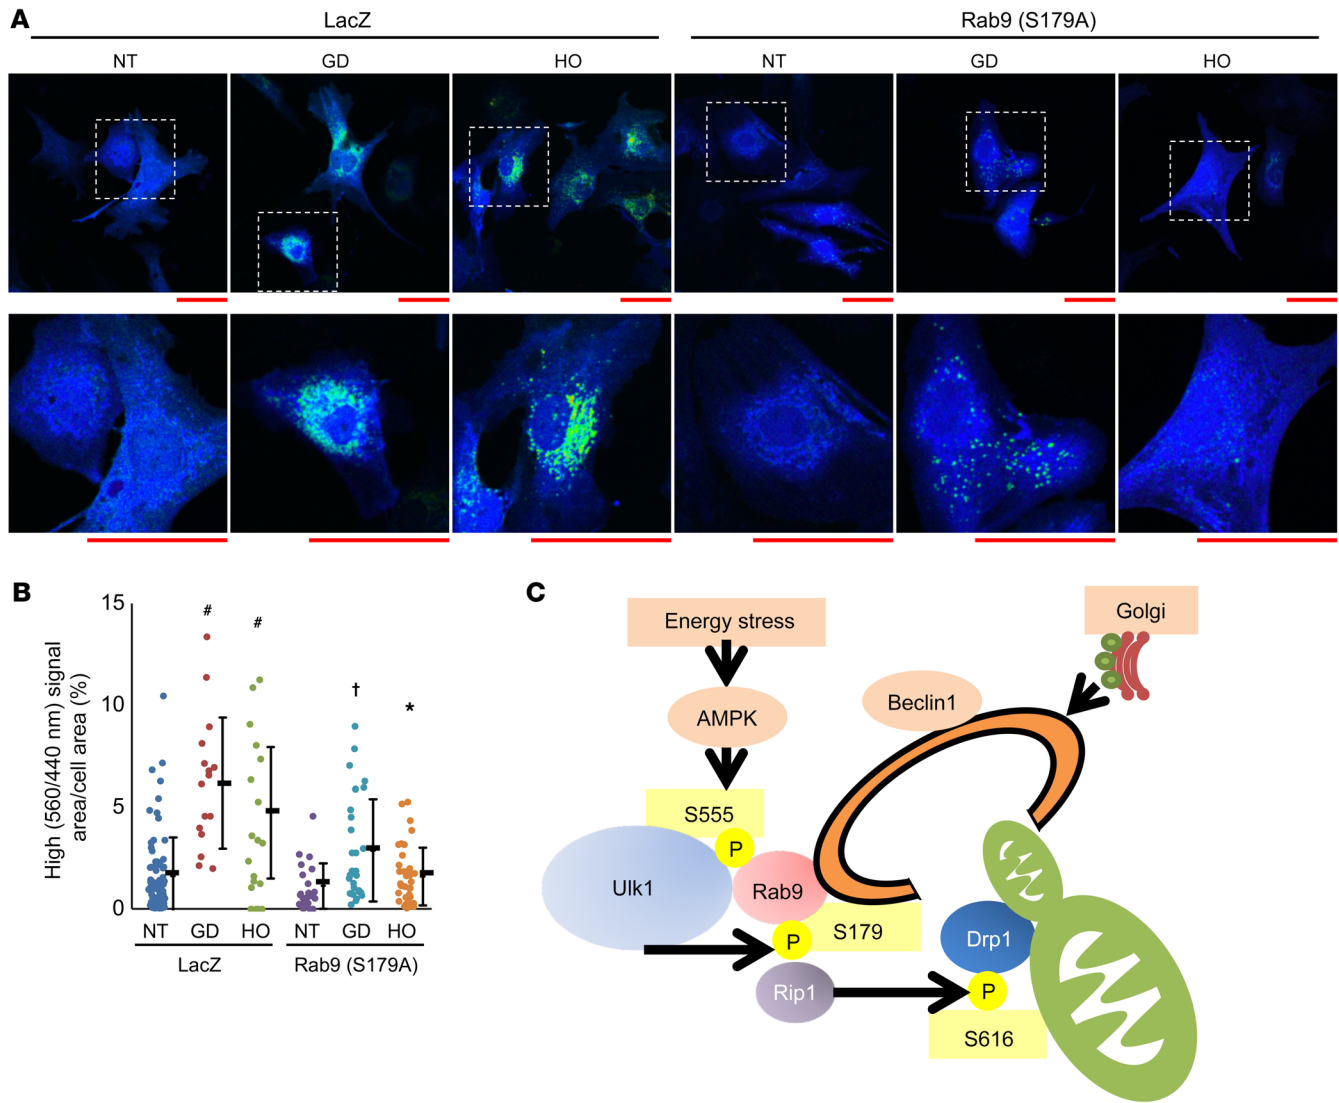 A
LacZ
Rab9 (S179A)
NT
GD
HO
NT
GD
HO
B
High (560/440 nm) signal
area/cell area (%)
15
10
5
0
#
#
†
*
NT
GD
HO
NT
GD
HO
LacZ
Rab9 (S179A)
C
Energy stress
Golgi
AMPK
Beclin1
S555
P
Ulk1
Rab9
P
S179
Drp1
Rip1
P
S616